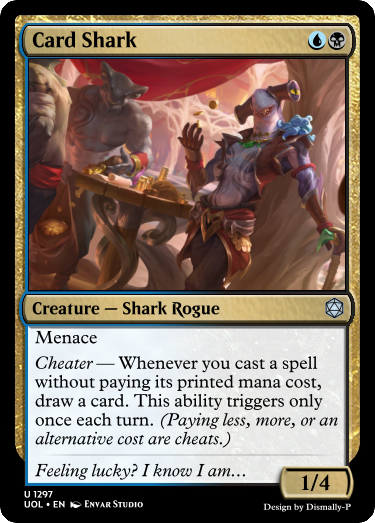 Card Shark
Creature — Shark Rogue
Menace
Cheater — Whenever you cast a spell
without paying its printed mana cost,
draw a card. This ability triggers only
once each turn. (Paying less, more, or an
alternative cost are cheats.)
Feeling lucky? I know I am…
1/4
U 1297
UOL • EN Envar Studio
Design by Dismally-P